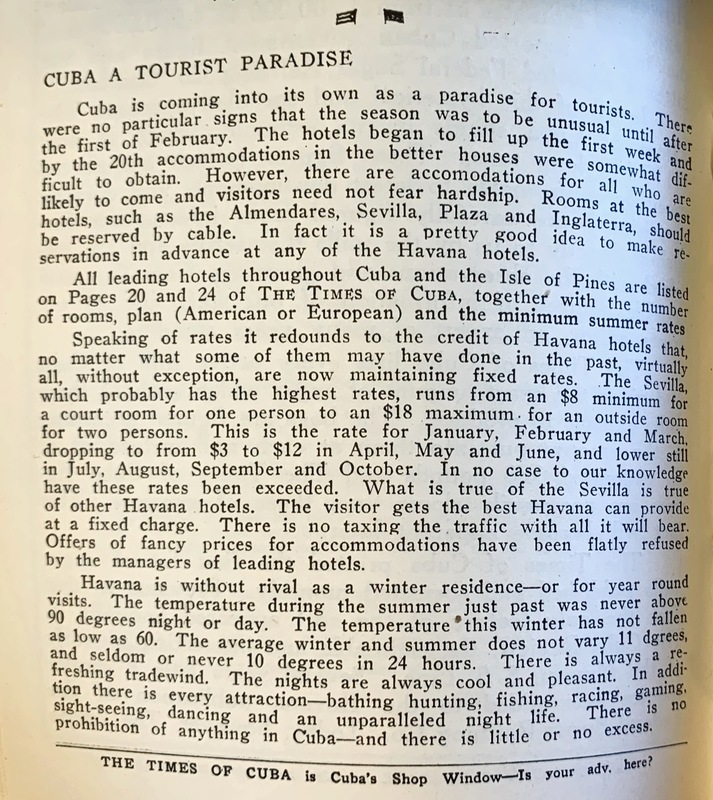 CUBA A TOURIST PARADISE
Cuba is coming into its own as a paradise for tourists. There
were no particular signs that the season was to be unusual until after
the first of February. The hotels began to fill up the first week and
by the 20th accommodations in the better houses were somewhat dif-
ficult to obtain. However, there are accomodations for all who are
likely to come and visitors need not fear hardship. Rooms at the best
hotels, such as the Almendares, Sevilla, Plaza and Inglaterra, should
be reserved by cable. In fact it is a pretty good idea to make re-
servations in advance at any of the Havana hotels.
All leading hotels throughout Cuba and the Isle of Pines are listed
on Pages 20 and 24 of THE TIMES OF CUBA, together with the number
of rooms, plan (American or European) and the minimum summer rates
Speaking of rates it redounds to the credit of Havana hotels that,
no matter what some of them may have done in the past, virtually
all, without exception, are now maintaining fixed rates. The Sevilla,
which probably has the highest rates, runs from an $8 minimum for
a court room for one person to an $18 maximum for an outside room
for two persons. This is the rate for January, February and March,
dropping to from $3 to $12 in April, May and June, and lower still
in July, August, September and October. In no case to our knowledge
have these rates been exceeded. What is true of the Sevilla is true
of other Havana hotels. The visitor gets the best Havana can provide
at a fixed charge. There is no taxing the traffic with all it will bear.
Offers of fancy prices for accommodations have been flatly refused
by the managers of leading hotels.
Havana is without rival as a winter residence—or for year round
visits. The temperature during the summer just past was never above
90 degrees night or day. The temperature this winter has not fallen
as low as 60. The average winter and summer does not vary 11 dgrees,
and seldom or never 10 degrees in 24 hours. There is always a re-
freshing tradewind. The nights are always cool and pleasant. In addi-
tion there is every attraction—bathing hunting, fishing, racing, gaming,
sight-seeing, dancing and an unparalleled night life. There is no
prohibition of anything in Cuba—and there is little or no excess.
THE TIMES OF CUBA is Cuba's Shop Window—Is your adv. here?